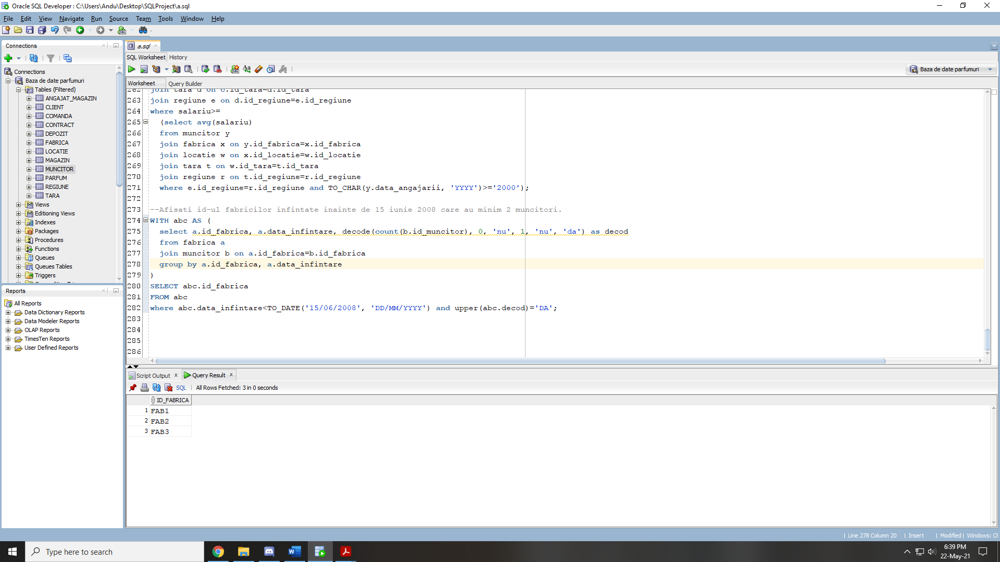 Oracle SQL Developer : C:\Users\Andu\Desktop\SQLProject\a.sql
File Edit View Navigate Run Source Team Tools Window Help
Connections
Connections
Baza de date parfumuri
Tables (Filtered)
ANGAJAT_MAGAZIN
CLIENT
COMANDA
CONTRACT
DEPOZIT
FABRICA
LOCATIE
MAGAZIN
MUNCITOR
PARFUM
REGIUNE
TARA
Views
Editioning Views
Indexes
Packages
Procedures
Functions
Queues
Queues Tables
Triggers
Reports
All Reports
Data Dictionary Reports
Data Modeler Reports
OLAP Reports
TimesTen Reports
User Defined Reports
a.sql
SQL Worksheet History
Baza de date parfumuri
Worksheet Query Builder
262 join tara d on c.id_tara=d.id_tara
263 join regiune e on d.id_regiune=e.id_regiune
264 where salariu>=
265 (select avg(salariu)
266 from muncitor y
267 join fabrica x on y.id_fabrica=x.id_fabrica
268 join locatie w on x.id_locatie=w.id_locatie
269 join tara t on w.id_tara=t.id_tara
270 join regiune r on t.id_regiune=r.id_regiune
271 where e.id_regiune=r.id_regiune and TO_CHAR(y.data_angajarii, 'YYYY')>='2000');
272
273 --Afisati id-ul fabricilor infintate inainte de 15 iunie 2008 care au minim 2 muncitori.
274 WITH abc AS (
275 select a.id_fabrica, a.data_infintare, decode(count(b.id_muncitor), 0, 'nu', 1, 'nu', 'da') as decod
276 from fabrica a
277 join muncitor b on a.id_fabrica=b.id_fabrica
278 group by a.id_fabrica, a.data_infintare
279 )
280 SELECT abc.id_fabrica
281 FROM abc
282 where abc.data_infintare<TO_DATE('15/06/2008', 'DD/MM/YYYY') and upper(abc.decod)='DA';
283
284
285
286
Script Output x Query Result x
SQL | All Rows Fetched: 3 in 0 seconds
ID_FABRICA
1 FAB1
2 FAB2
3 FAB3
| Line 278 Column 20 | Insert | Modified | Windows:
Type here to search
6:39 PM
22-May-21